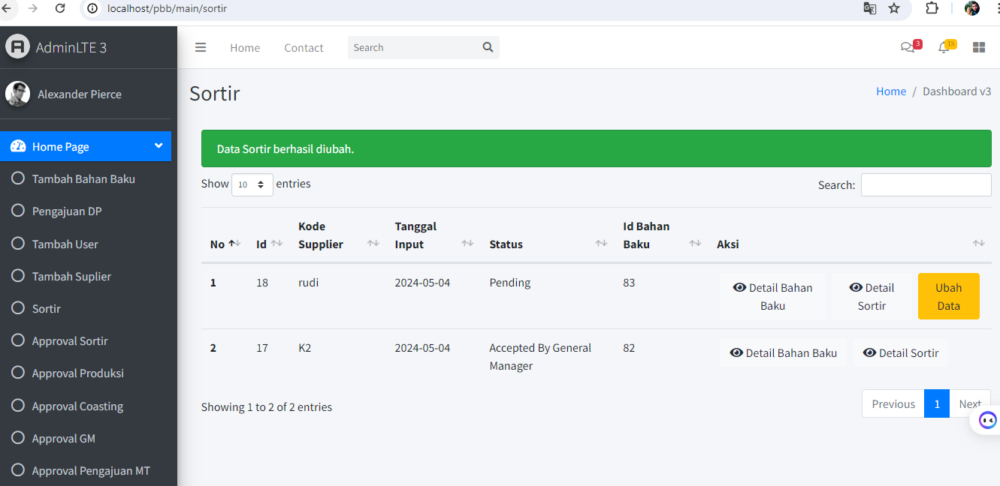 localhost/pbb/main/sortir
AdminLTE 3
Home Contact Search
3 15
Alexander Pierce
Sortir
Home / Dashboard v3
Home Page
Tambah Bahan Baku
Pengajuan DP
Tambah User
Tambah Suplier
Sortir
Approval Sortir
Approval Produksi
Approval Coasting
Approval GM
Approval Pengajuan MT
Data Sortir berhasil diubah.
Show 10 entries
Search:
No Id Kode Supplier Tanggal Input Status Id Bahan Baku Aksi
1 18 rudi 2024-05-04 Pending 83 Detail Bahan Baku Detail Sortir Ubah Data
2 17 K2 2024-05-04 Accepted By General Manager 82 Detail Bahan Baku Detail Sortir
Showing 1 to 2 of 2 entries
Previous 1 Next